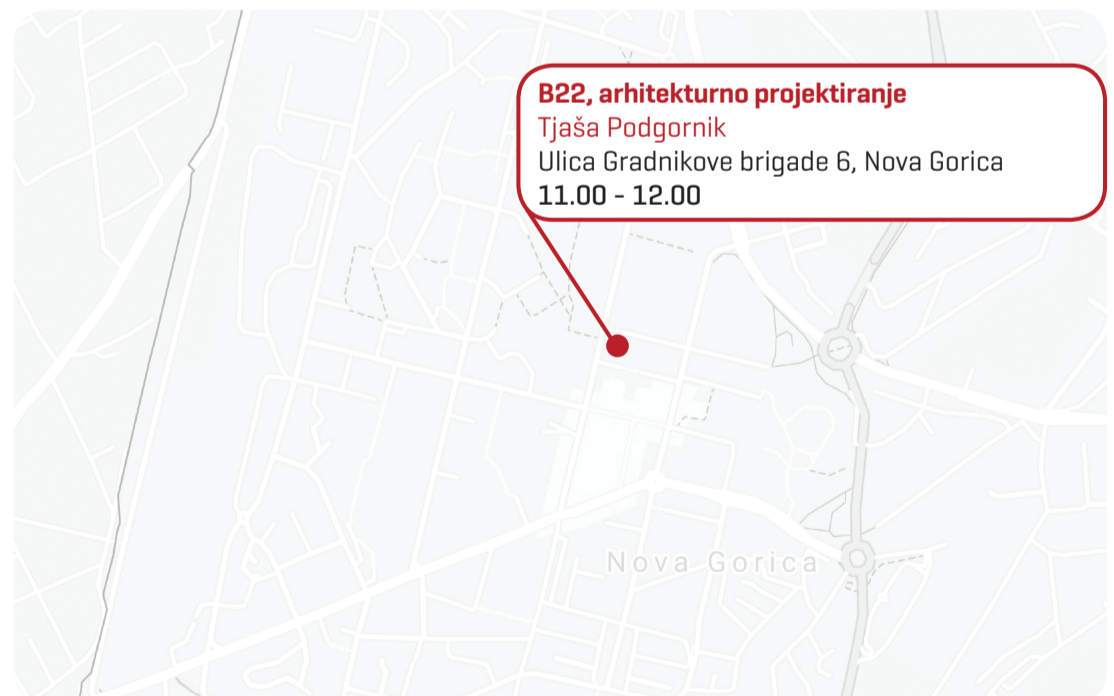 B22, arhitekturno projektiranje
Tjaša Podgornik
Ulica Gradnikove brigade 6, Nova Gorica
11.00 - 12.00
Nova Gorica